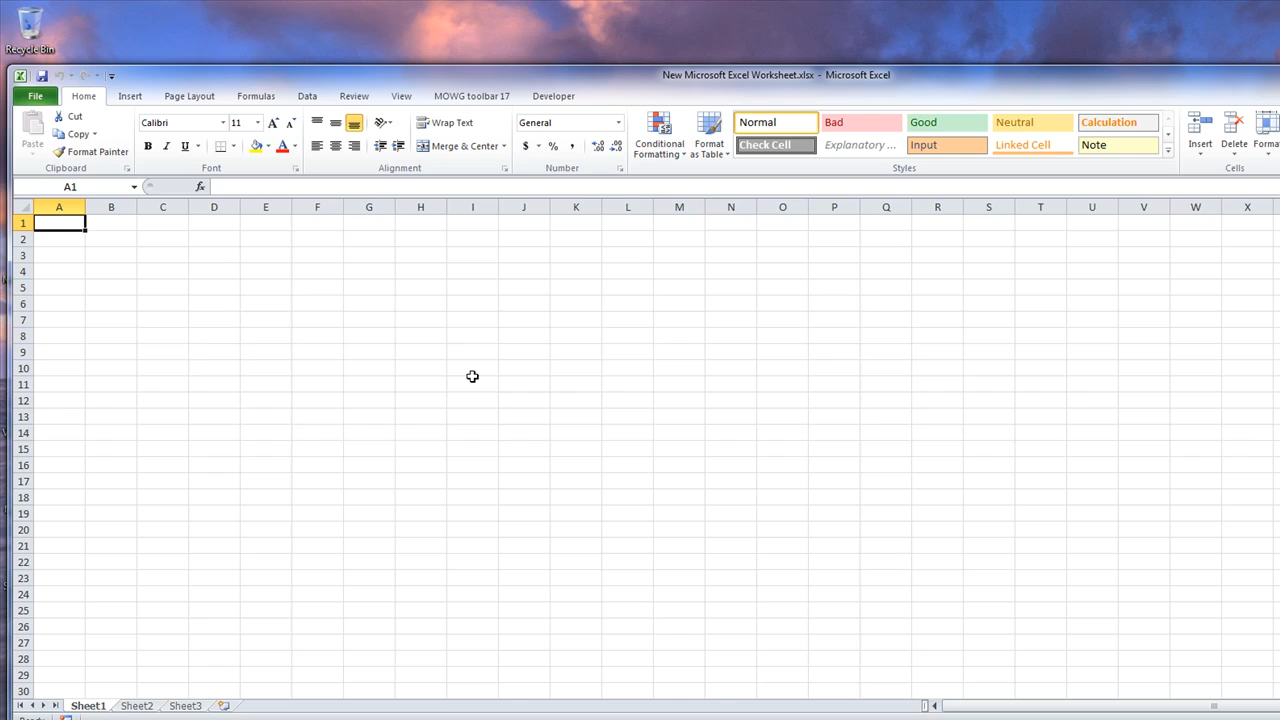 Recycle Bin
New Microsoft Excel Worksheet.xlsx - Microsoft Excel
File Home Insert Page Layout Formulas Data Review View MOWG toolbar 17 Developer
Paste Cut Copy Format Painter
Clipboard
Calibri 11
B I U
Font
Wrap Text
Merge & Center
Alignment
General
$ % ,
Number
Conditional Formatting
Format as Table
Normal Bad Good Neutral Calculation
Check Cell Explanatory ... Input Linked Cell Note
Styles
Insert Delete Format
Cells
A1 fx
A B C D E F G H I J K L M N O P Q R S T U V W X
1
2
3
4
5
6
7
8
9
10
11
12
13
14
15
16
17
18
19
20
21
22
23
24
25
26
27
28
29
30
Sheet1 Sheet2 Sheet3
Ready